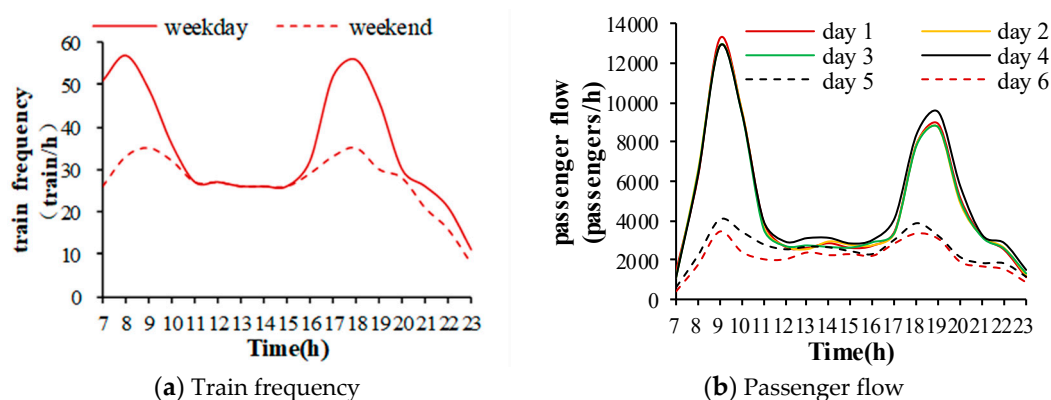 weekday weekend
60
50
40
30
20
10
0
train frequency
(train/h)
7 8 9 10 11 12 13 14 15 16 17 18 19 20 21 22 23
Time(h)
(a) Train frequency
day 1 day 2
day 3 day 4
day 5 day 6
14000
12000
10000
8000
6000
4000
2000
0
passenger flow
(passengers/h)
7 8 9 10 11 12 13 14 15 16 17 18 19 20 21 22 23
Time(h)
(b) Passenger flow